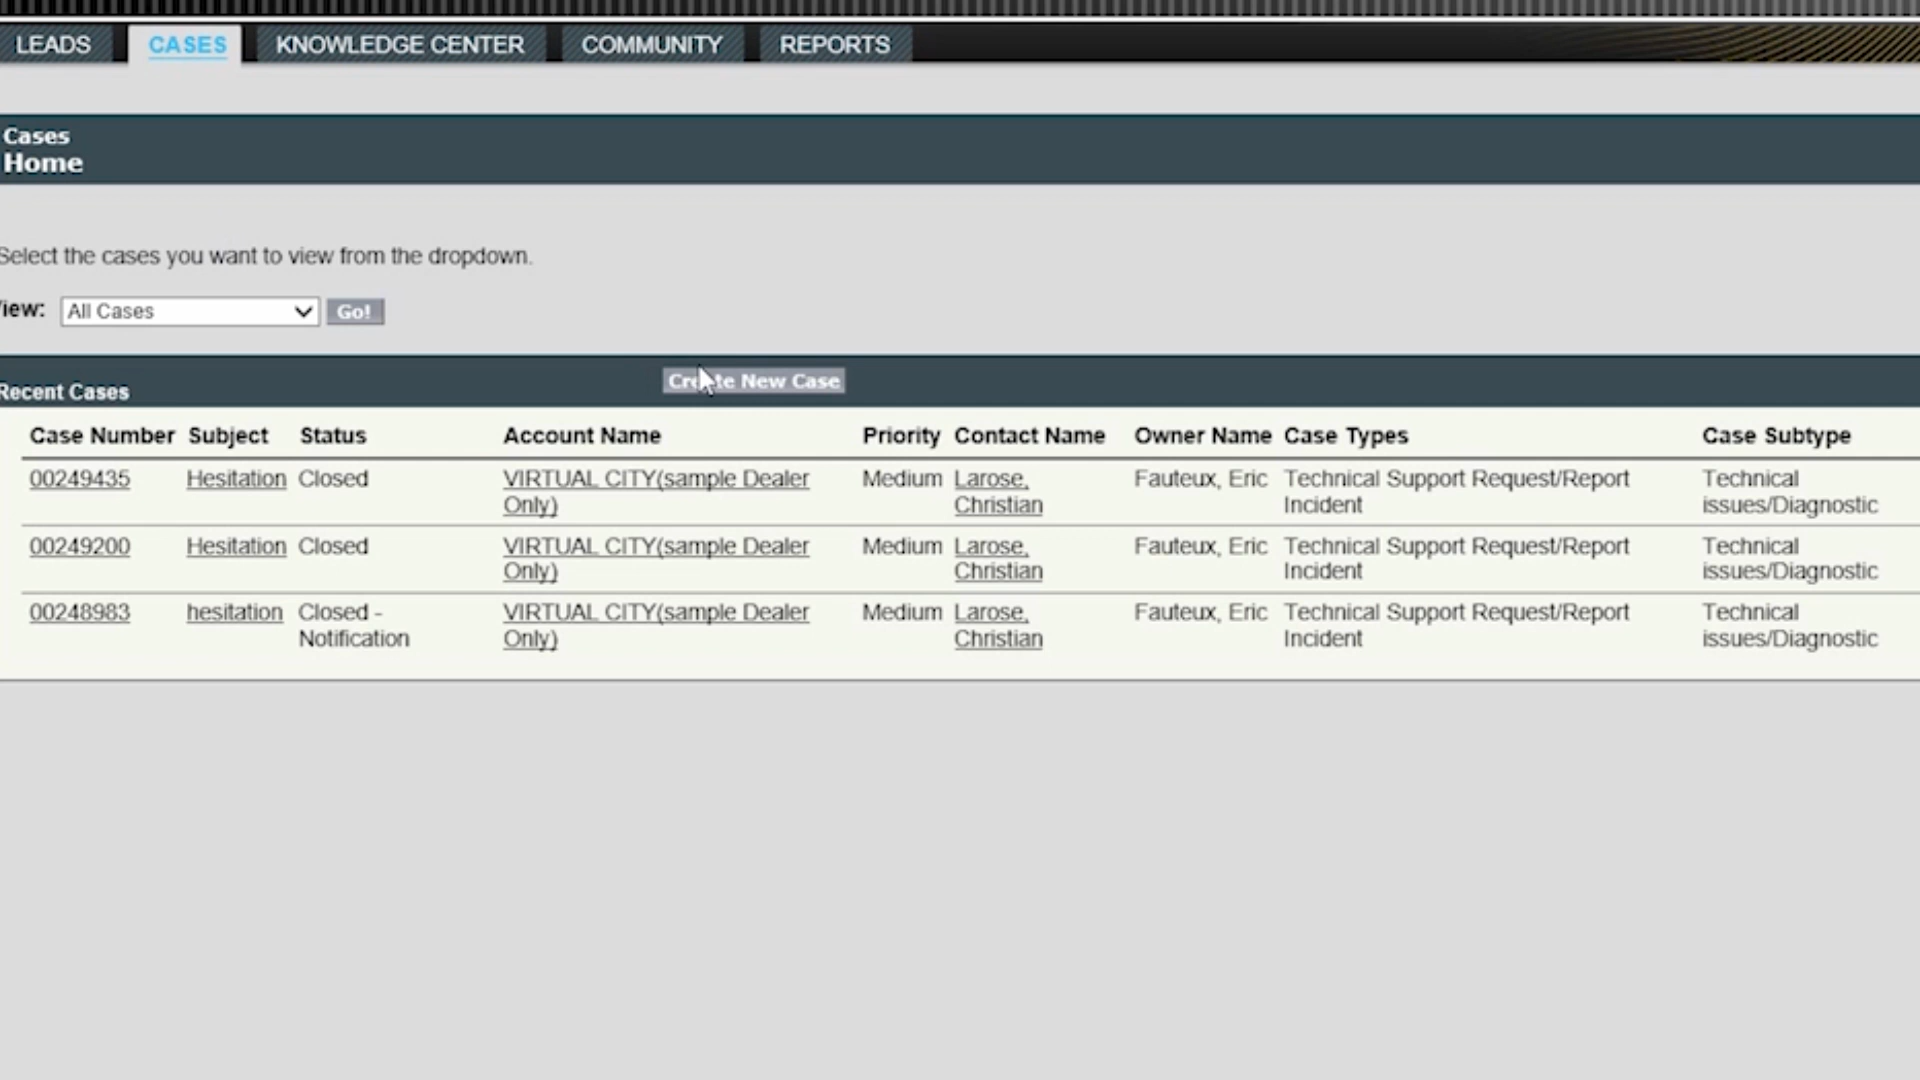 LEADS CASES KNOWLEDGE CENTER COMMUNITY REPORTS
Cases
Home
Select the cases you want to view from the dropdown.
iew: All Cases Go!
Recent Cases Create New Case
Case Number Subject Status Account Name Priority Contact Name Owner Name Case Types Case Subtype
00249435 Hesitation Closed VIRTUAL CITY(sample Dealer Medium Larose, Fauteux, Eric Technical Support Request/Report Technical
Only) Christian Incident issues/Diagnostic
00249200 Hesitation Closed VIRTUAL CITY(sample Dealer Medium Larose, Fauteux, Eric Technical Support Request/Report Technical
Only) Christian Incident issues/Diagnostic
00248983 hesitation Closed - VIRTUAL CITY(sample Dealer Medium Larose, Fauteux, Eric Technical Support Request/Report Technical
Notification Only) Christian Incident issues/Diagnostic